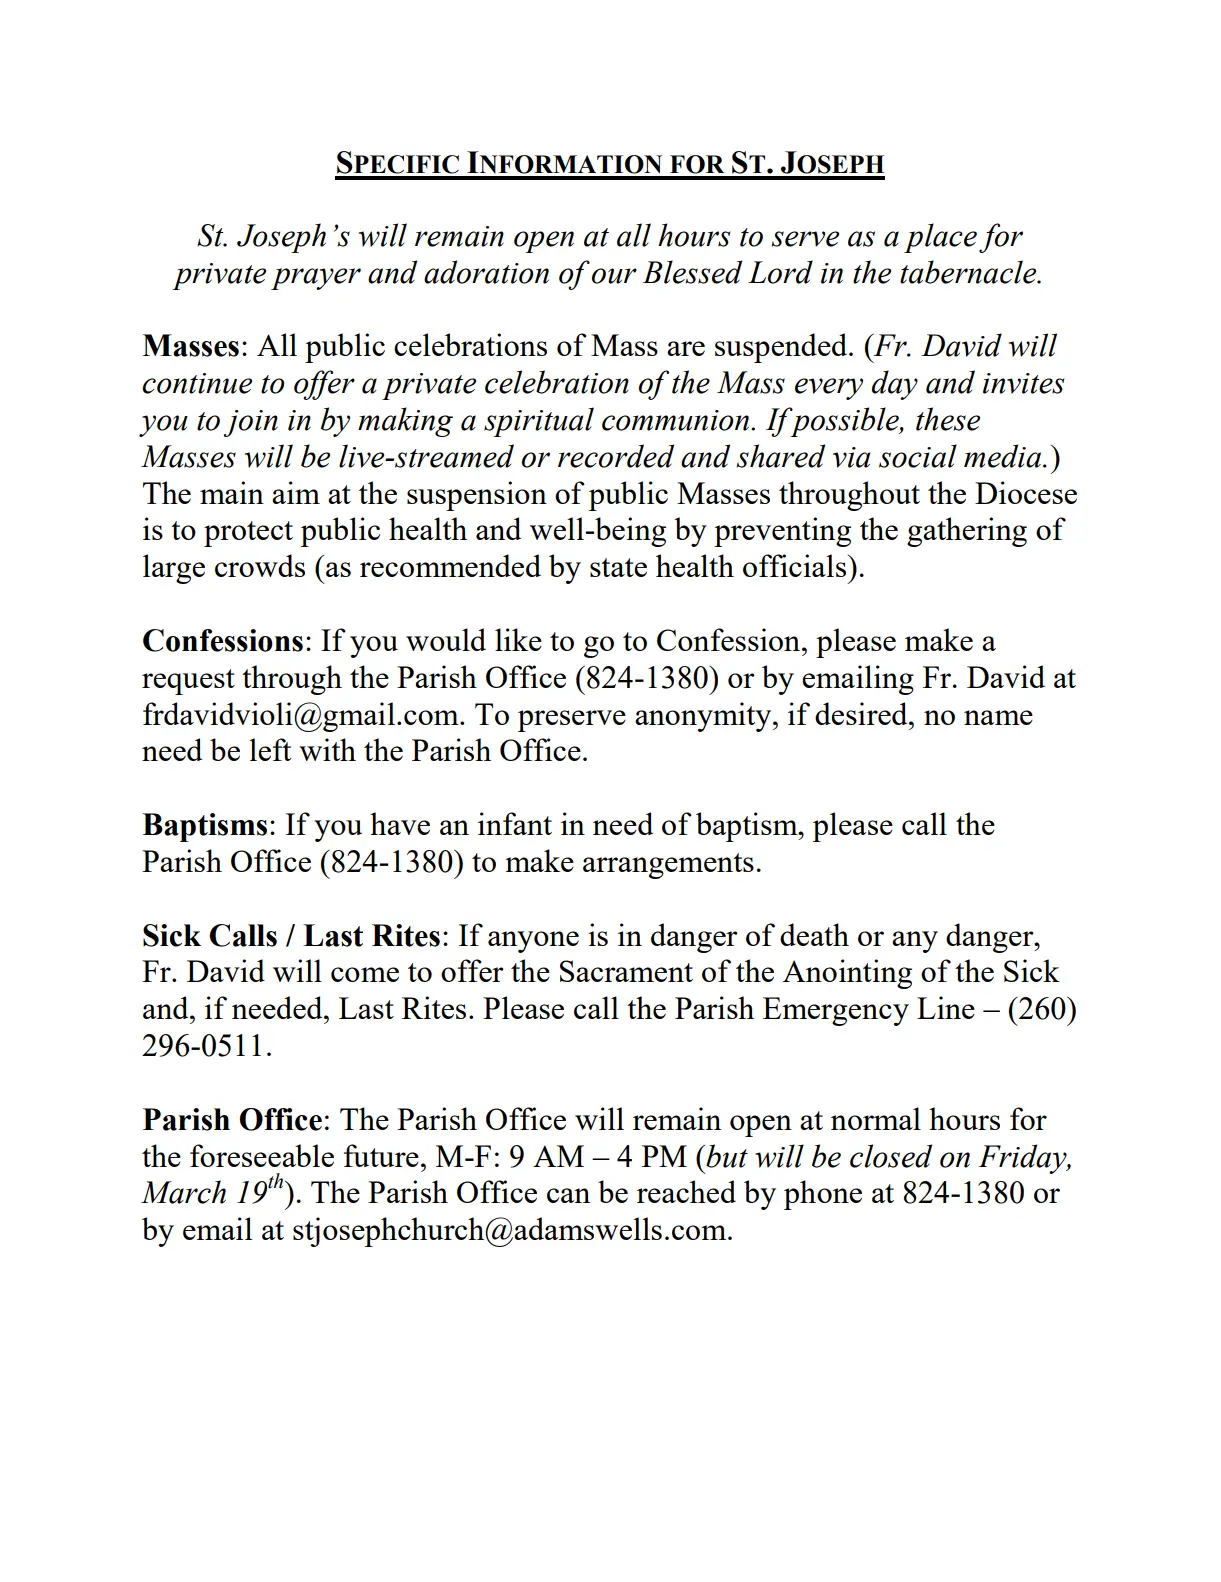 SPECIFIC INFORMATION FOR ST. JOSEPH
St. Joseph’s will remain open at all hours to serve as a place for
private prayer and adoration of our Blessed Lord in the tabernacle.
Masses: All public celebrations of Mass are suspended. (Fr. David will
continue to offer a private celebration of the Mass every day and invites
you to join in by making a spiritual communion. If possible, these
Masses will be live-streamed or recorded and shared via social media.)
The main aim at the suspension of public Masses throughout the Diocese
is to protect public health and well-being by preventing the gathering of
large crowds (as recommended by state health officials).
Confessions: If you would like to go to Confession, please make a
request through the Parish Office (824-1380) or by emailing Fr. David at
frdavidvioli@gmail.com. To preserve anonymity, if desired, no name
need be left with the Parish Office.
Baptisms: If you have an infant in need of baptism, please call the
Parish Office (824-1380) to make arrangements.
Sick Calls / Last Rites: If anyone is in danger of death or any danger,
Fr. David will come to offer the Sacrament of the Anointing of the Sick
and, if needed, Last Rites. Please call the Parish Emergency Line – (260)
296-0511.
Parish Office: The Parish Office will remain open at normal hours for
the foreseeable future, M-F: 9 AM – 4 PM (but will be closed on Friday,
March 19th). The Parish Office can be reached by phone at 824-1380 or
by email at stjosephchurch@adamswells.com.